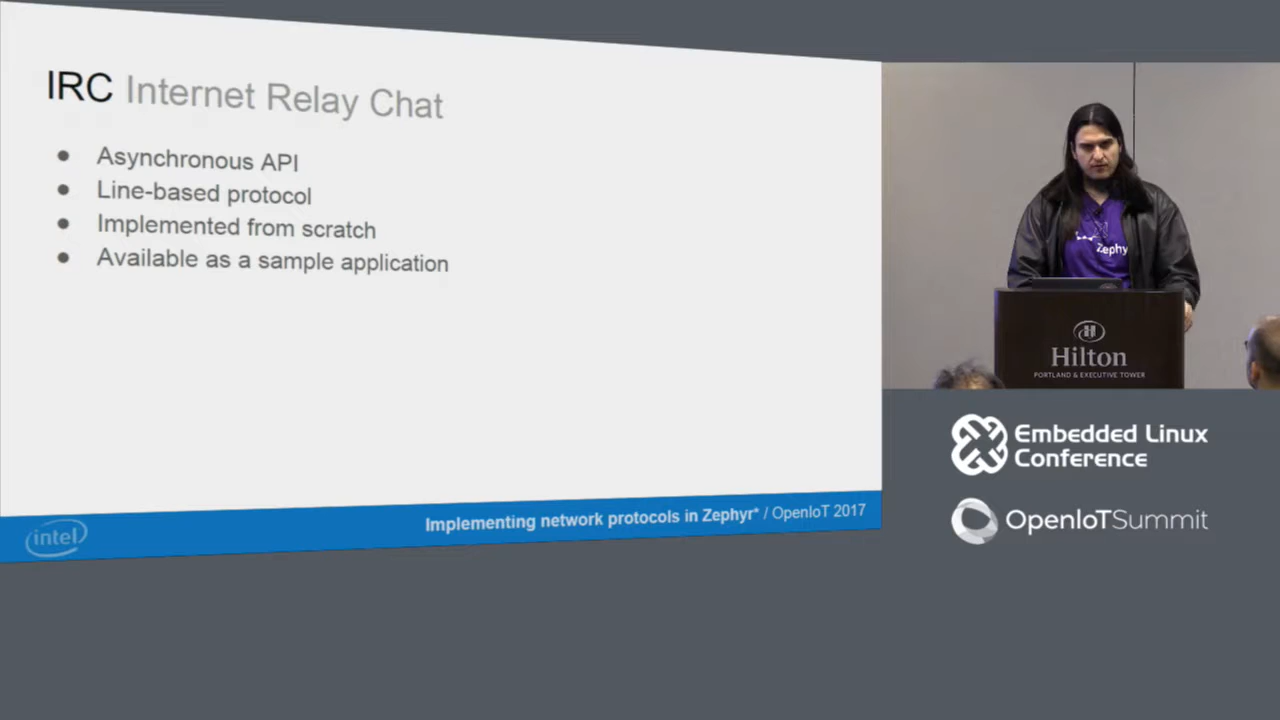 IRC Internet Relay Chat
● Asynchronous API
● Line-based protocol
● Implemented from scratch
● Available as a sample application
intel
Implementing network protocols in Zephyr* / OpenIoT 2017
Zephy
Hilton
PORTLAND & EXECUTIVE TOWER
Embedded Linux
Conference
OpenIoTSummit